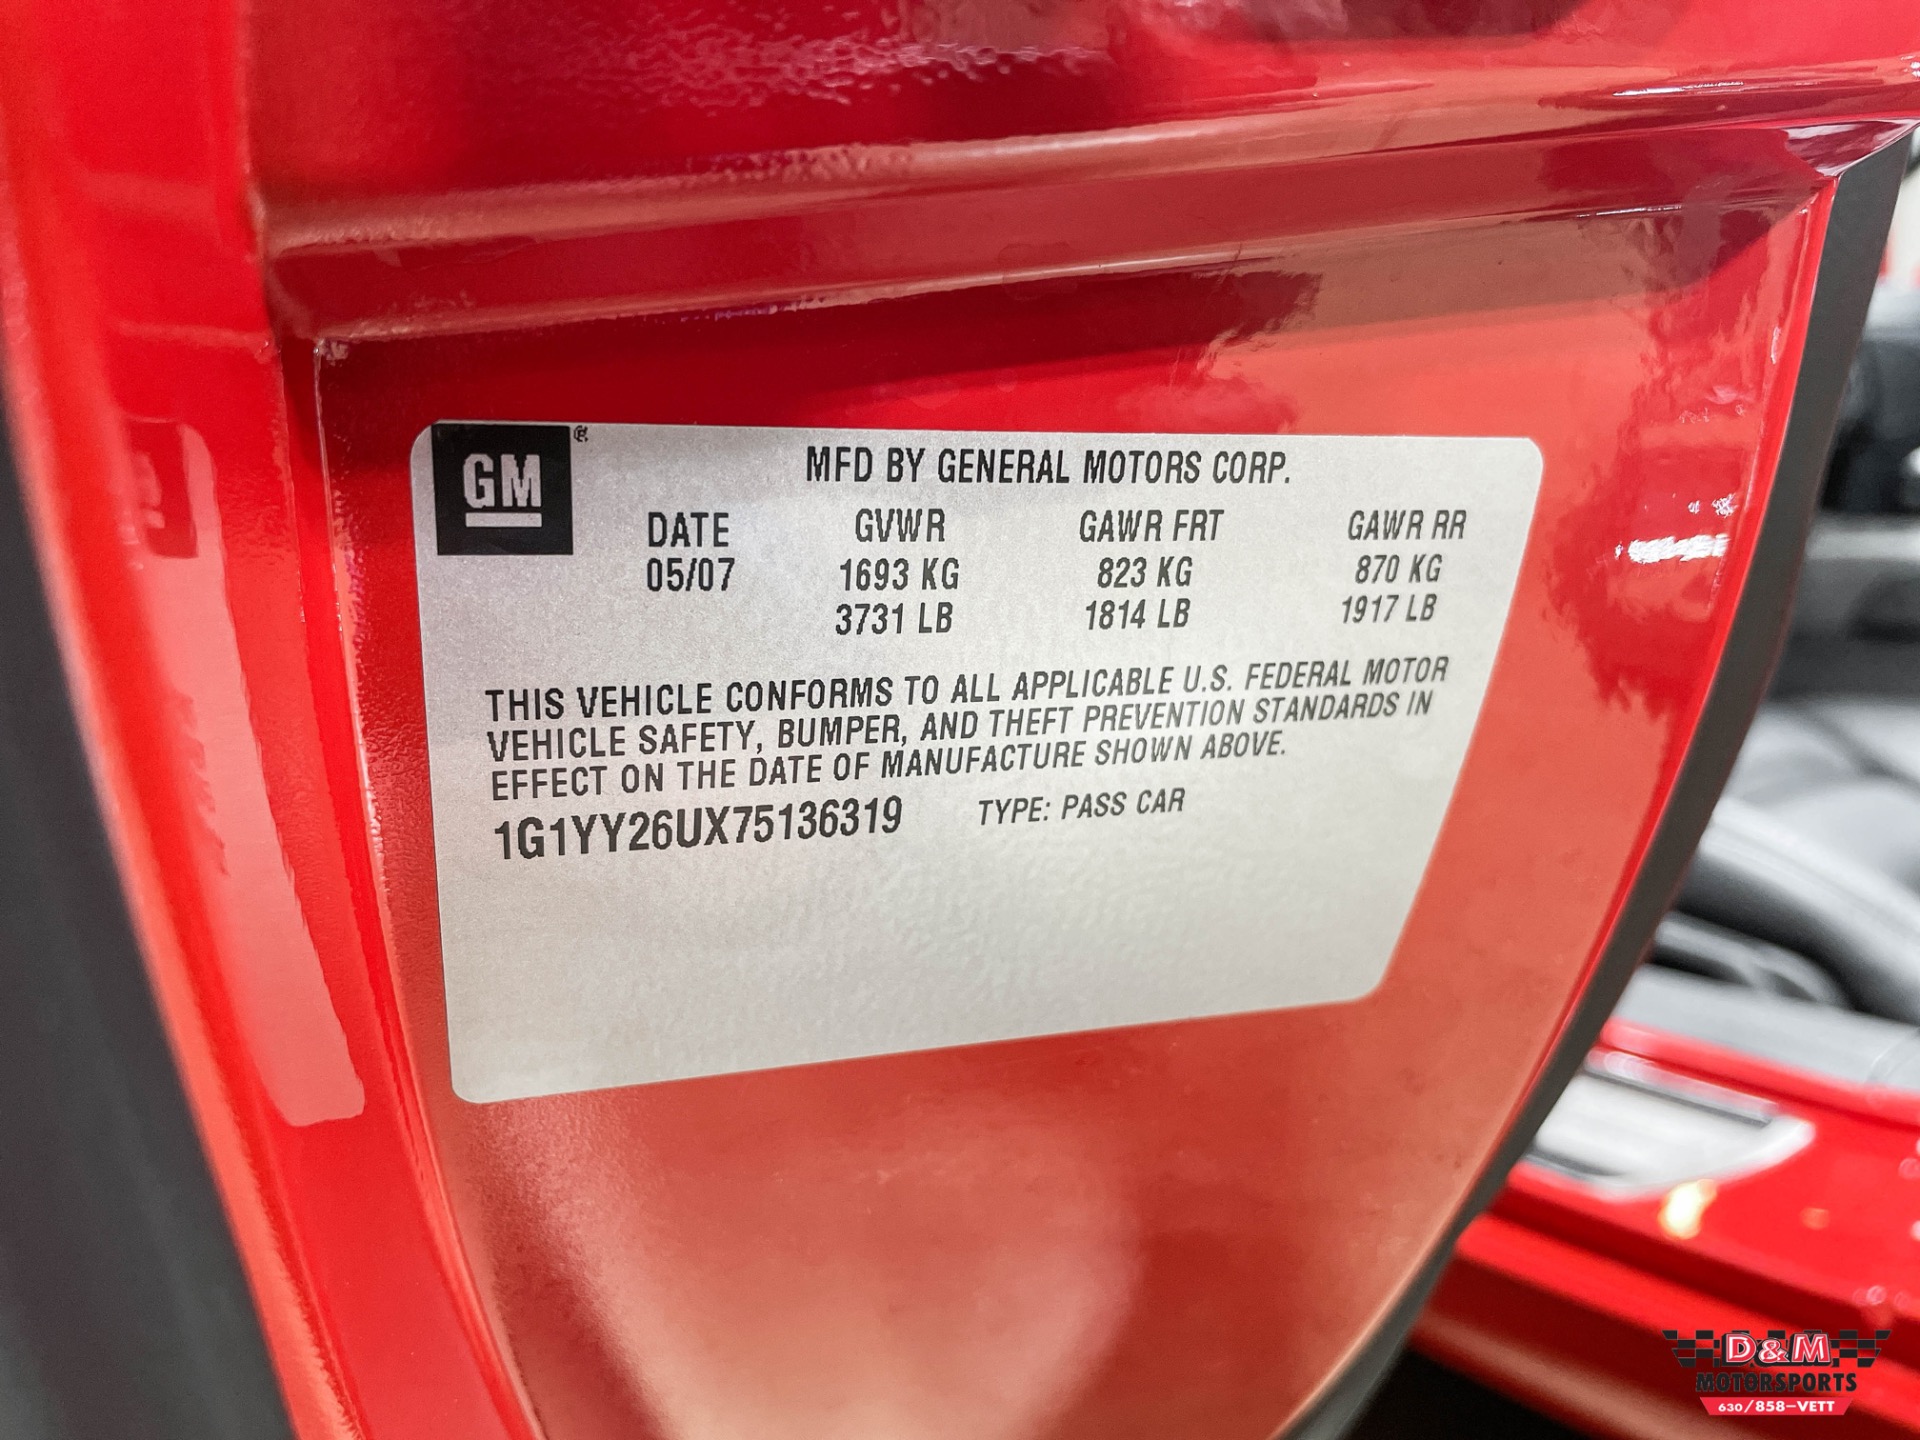 GM
MFD BY GENERAL MOTORS CORP.
DATE GVWR GAWR FRT GAWR RR
05/07 1693 KG 823 KG 870 KG
3731 LB 1814 LB 1917 LB
THIS VEHICLE CONFORMS TO ALL APPLICABLE U.S. FEDERAL MOTOR
VEHICLE SAFETY, BUMPER, AND THEFT PREVENTION STANDARDS IN
EFFECT ON THE DATE OF MANUFACTURE SHOWN ABOVE.
1G1YY26UX75136319 TYPE: PASS CAR
D&M
MOTORSPORTS
630/858-VETT